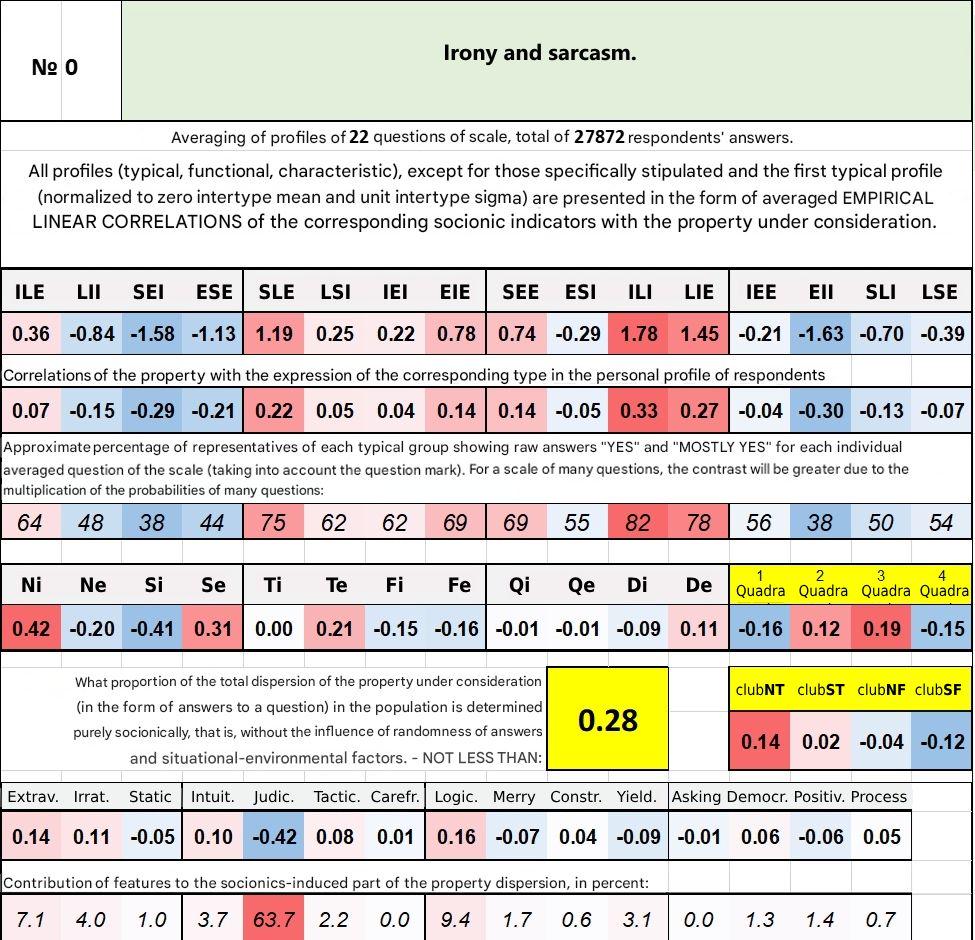 № 0
Irony and sarcasm.
Averaging of profiles of 22 questions of scale, total of 27872 respondents' answers.
All profiles (typical, functional, characteristic), except for those specifically stipulated and the first typical profile
(normalized to zero intertype mean and unit intertype sigma) are presented in the form of averaged EMPIRICAL
LINEAR CORRELATIONS of the corresponding socionic indicators with the property under consideration.
ILE LII SEI ESE SLE LSI IEI EIE SEE ESI ILI LIE IEE EII SLI LSE
0.36 -0.84 -1.58 -1.13 1.19 0.25 0.22 0.78 0.74 -0.29 1.78 1.45 -0.21 -1.63 -0.70 -0.39
Correlations of the property with the expression of the corresponding type in the personal profile of respondents
0.07 -0.15 -0.29 -0.21 0.22 0.05 0.04 0.14 0.14 -0.05 0.33 0.27 -0.04 -0.30 -0.13 -0.07
Approximate percentage of representatives of each typical group showing raw answers "YES" and "MOSTLY YES" for each individual
averaged question of the scale (taking into account the question mark). For a scale of many questions, the contrast will be greater due to the
multiplication of the probabilities of many questions:
64 48 38 44 75 62 62 69 69 55 82 78 56 38 50 54
Ni Ne Si Se Ti Te Fi Fe Qi Qe Di De 1 Quadra 2 Quadra 3 Quadra 4 Quadra
0.42 -0.20 -0.41 0.31 0.00 0.21 -0.15 -0.16 -0.01 -0.01 -0.09 0.11 -0.16 0.12 0.19 -0.15
What proportion of the total dispersion of the property under consideration
(in the form of answers to a question) in the population is determined
purely socionically, that is, without the influence of randomness of answers
and situational-environmental factors. - NOT LESS THAN:
0.28
clubNT clubST clubNF clubSF
0.14 0.02 -0.04 -0.12
Extrav. Irrat. Static Intuit. Judic. Tactic. Carefr. Logic. Merry Constr. Yield. Asking Democr. Positiv. Process
0.14 0.11 -0.05 0.10 -0.42 0.08 0.01 0.16 -0.07 0.04 -0.09 -0.01 0.06 -0.06 0.05
Contribution of features to the socionics-induced part of the property dispersion, in percent:
7.1 4.0 1.0 3.7 63.7 2.2 0.0 9.4 1.7 0.6 3.1 0.0 1.3 1.4 0.7